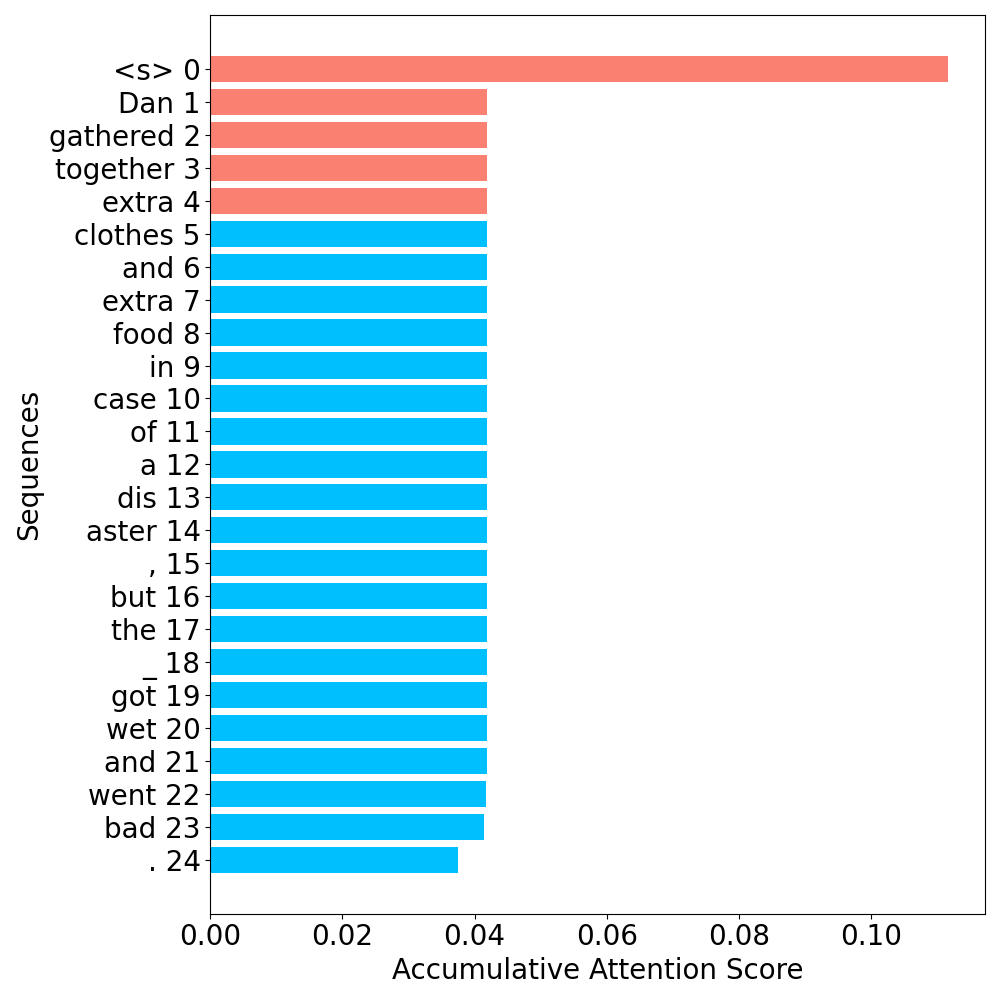 <s> 0
Dan 1
gathered 2
together 3
extra 4
clothes 5
and 6
extra 7
food 8
in 9
case 10
of 11
a 12
dis 13
aster 14
, 15
but 16
the 17
_ 18
got 19
wet 20
and 21
went 22
bad 23
. 24
Sequences
0.00 0.02 0.04 0.06 0.08 0.10
Accumulative Attention Score